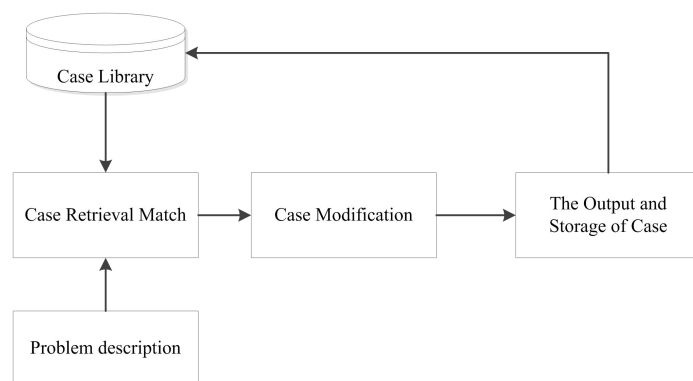 Case Library
Case Retrieval Match
Case Modification
The Output and
Storage of Case
Problem description